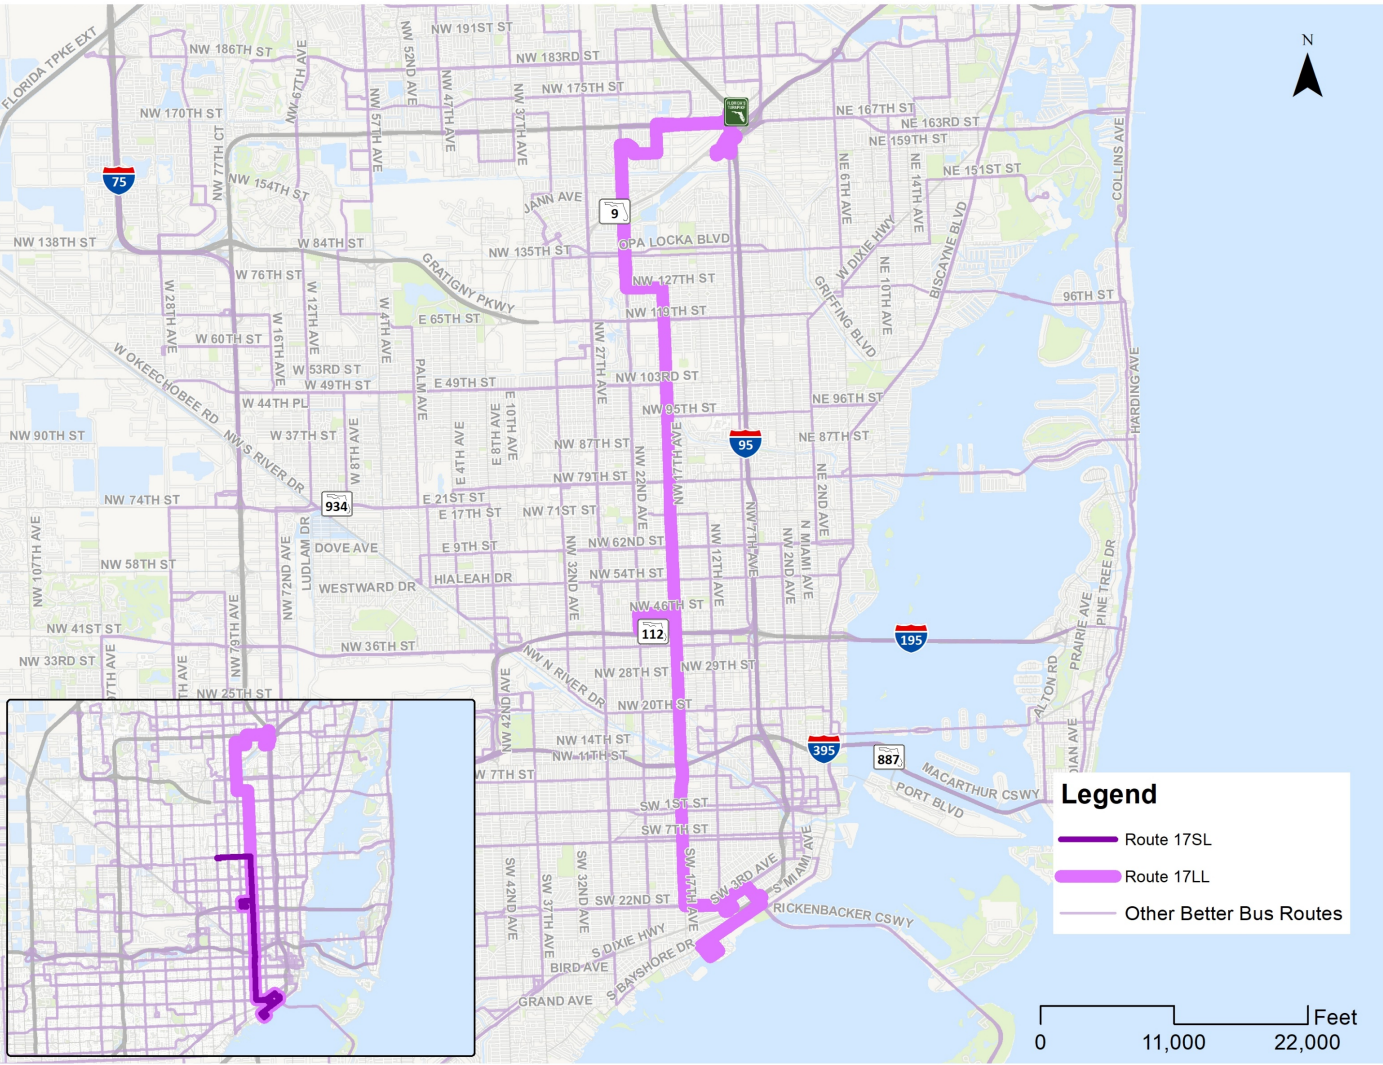 NW 191ST ST
N
FLORIDA TPKE EXT
NW 186TH ST
NW 67TH AVE
NW 52ND AVE
NW 47TH AVE
NW 183RD ST
NW 175TH ST
NW 170TH ST
NW 57TH AVE
NW 37TH AVE
FLORIDA'S
TURNPIKE
NE 167TH ST
NE 163RD ST
NE 159TH ST
COLLINS AVE
NW 77TH CT
75
NW 154TH ST
NE 6TH AVE
NE 14TH AVE
NE 151ST ST
JANN AVE
9
NW 138TH ST
W 84TH ST
NW 135TH ST
OPA LOCKA BLVD
W DIXIE HWY
BISCAYNE BLVD
W 76TH ST
GRATIGNY PKWY
NW 127TH ST
GRIFFING BLVD
NE 10TH AVE
96TH ST
W 28TH AVE
W 16TH AVE
W 12TH AVE
W 4TH AVE
E 65TH ST
NW 119TH ST
W 60TH ST
NW 27TH AVE
W OKEECHOBEE RD
W 53RD ST
W 49TH ST
PALM AVE
E 49TH ST
NW 103RD ST
HARDING AVE
W 44TH PL
E 10TH AVE
NW 95TH ST
NE 96TH ST
NW 90TH ST
NW S RIVER DR
W 37TH ST
W 8TH AVE
E 4TH AVE
E 8TH AVE
NW 87TH ST
NW 22ND AVE
NW 17TH AVE
95
NE 87TH ST
NE 2ND AVE
NW 79TH ST
NW 74TH ST
934
E 21ST ST
E 17TH ST
NW 71ST ST
NW 107TH AVE
NW 72ND AVE
LUDLAM DR
DOVE AVE
E 9TH ST
NW 32ND AVE
NW 62ND ST
NW 12TH AVE
NW 7TH AVE
NW 2ND AVE
N MIAMI AVE
PINE TREE DR
NW 58TH ST
WESTWARD DR
HIALEAH DR
NW 54TH ST
NW 79TH AVE
NW 46TH ST
PRAIRIE AVE
NW 41ST ST
112
195
NW 36TH ST
NW 33RD ST
97TH AVE
TH AVE
NW N RIVER DR
NW 28TH ST
NW 29TH ST
ALTON RD
NW 25TH ST
NW 42ND AVE
NW 20TH ST
DIAN AVE
NW 14TH ST
NW 11TH ST
395
887
W 7TH ST
MACARTHUR CSWY
PORT BLVD
Legend
SW 1ST ST
SW 7TH ST
Route 17SL
S MIAMI AVE
SW 42ND AVE
SW 37TH AVE
SW 32ND AVE
SW 17TH AVE
SW 3RD AVE
Route 17LL
SW 22ND ST
RICKENBACKER CSWY
Other Better Bus Routes
S DIXIE HWY
BIRD AVE
S BAYSHORE DR
GRAND AVE
Feet
0 11,000 22,000